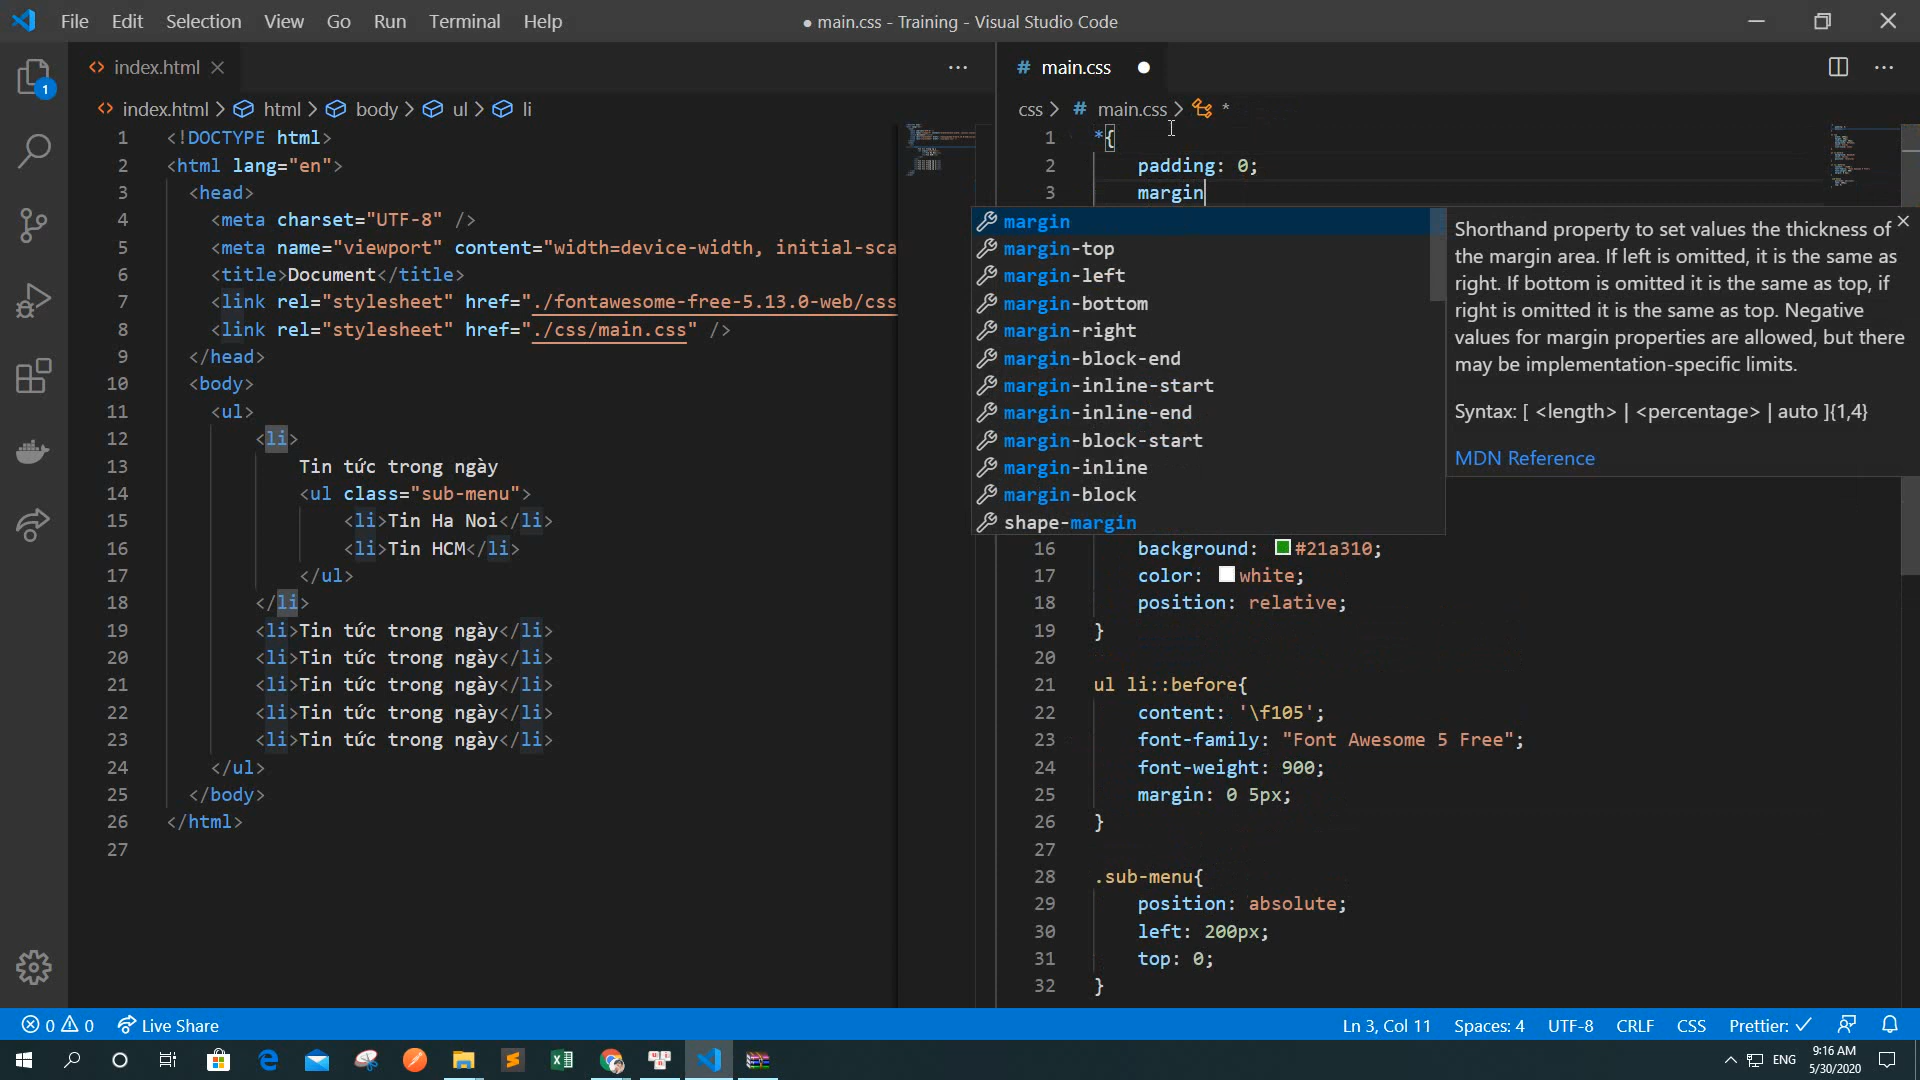 File Edit Selection View Go Run Terminal Help
● main.css - Training - Visual Studio Code
index.html
index.html > html > body > ul > li
1 <!DOCTYPE html>
2 <html lang="en">
3 <head>
4 <meta charset="UTF-8" />
5 <meta name="viewport" content="width=device-width, initial-sca
6 <title>Document</title>
7 <link rel="stylesheet" href="./fontawesome-free-5.13.0-web/css
8 <link rel="stylesheet" href="./css/main.css" />
9 </head>
10 <body>
11 <ul>
12 <li>
13 Tin tức trong ngày
14 <ul class="sub-menu">
15 <li>Tin Ha Noi</li>
16 <li>Tin HCM</li>
17 </ul>
18 </li>
19 <li>Tin tức trong ngày</li>
20 <li>Tin tức trong ngày</li>
21 <li>Tin tức trong ngày</li>
22 <li>Tin tức trong ngày</li>
23 <li>Tin tức trong ngày</li>
24 </ul>
25 </body>
26 </html>
27
# main.css ●
css > # main.css > *
1 *{
2 padding: 0;
3 margin
margin
margin-top
margin-left
margin-bottom
margin-right
margin-block-end
margin-inline-start
margin-inline-end
margin-block-start
margin-inline
margin-block
shape-margin
Shorthand property to set values the thickness of
the margin area. If left is omitted, it is the same as
right. If bottom is omitted it is the same as top, if
right is omitted it is the same as top. Negative
values for margin properties are allowed, but there
may be implementation-specific limits.
Syntax: [ <length> | <percentage> | auto ]{1,4}
MDN Reference
16 background: #21a310;
17 color: white;
18 position: relative;
19 }
20
21 ul li::before{
22 content: '\f105';
23 font-family: "Font Awesome 5 Free";
24 font-weight: 900;
25 margin: 0 5px;
26 }
27
28 .sub-menu{
29 position: absolute;
30 left: 200px;
31 top: 0;
32 }
1
0 0 Live Share
Ln 3, Col 11 Spaces: 4 UTF-8 CRLF CSS Prettier: ✓
ENG
9:16 AM
5/30/2020